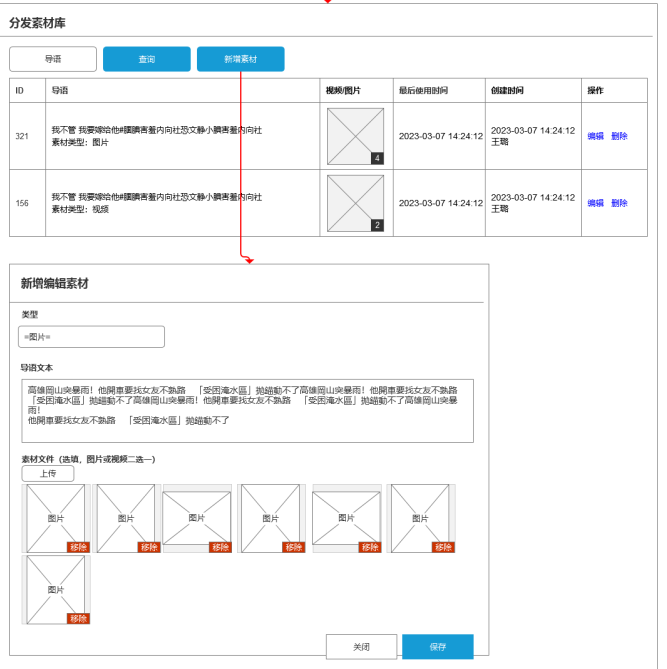 分发素材库
导语 查询 新增素材
ID 导语 视频/图片 最后使用时间 创建时间 操作
321 我不管 我要嫁给他#靦腆害羞内向社恐文静小腆害羞内向社 2023-03-07 14:24:12 2023-03-07 14:24:12 编辑 删除
素材类型：图片 王璐
4
156 我不管 我要嫁给他#靦腆害羞内向社恐文静小腆害羞内向社 2023-03-07 14:24:12 2023-03-07 14:24:12 编辑 删除
素材类型：视频 王璐
2
新增编辑素材
类型
=图片=
导语文本
高雄岡山突暴雨！他開車要找女友不熟路 「受困淹水區」拋錨動不了高雄岡山突暴雨！他開車要找女友不熟路
「受困淹水區」拋錨動不了高雄岡山突暴雨！他開車要找女友不熟路 「受困淹水區」拋錨動不了高雄岡山突暴
雨！
他開車要找女友不熟路 「受困淹水區」拋錨動不了
素材文件（选填，图片或视频二选一）
上传
图片 图片 图片 图片 图片 图片
移除 移除 移除 移除 移除 移除
图片
移除
关闭 保存